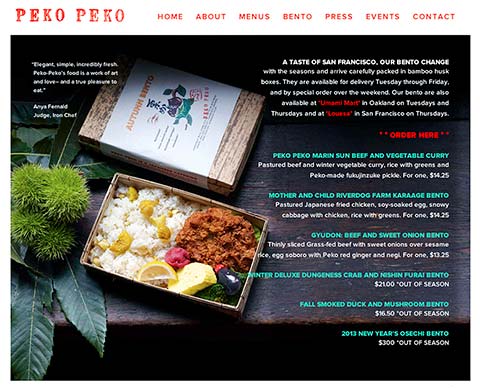 PEKO PEKO
HOME ABOUT MENUS BENTO PRESS EVENTS CONTACT
"Elegant, simple, incredibly fresh.
Peko-Peko's food is a work of art
and love— and a true pleasure to
eat."
Anya Fernald
Judge, Iron Chef
AUTUMN BENTO
PEKO PEKO
A TASTE OF SAN FRANCISCO, OUR BENTO CHANGE
with the seasons and arrive carefully packed in bamboo husk
boxes. They are available for delivery Tuesday through Friday,
and by special order over the weekend. Our bento are also
available at 'Umami Mart' in Oakland on Tuesdays and
Thursdays and at 'Louesa' in San Francisco on Thursdays.
* * ORDER HERE * *
PEKO PEKO MARIN SUN BEEF AND VEGETABLE CURRY
Pastured beef and winter vegetable curry, rice with greens and
Peko-made fukujinzuke pickle. For one, $14.25
MOTHER AND CHILD RIVERDOG FARM KARAAGE BENTO
Pastured Japanese fried chicken, soy-soaked egg, snowy
cabbage with chicken, rice with greens. For one, $14.25
GYUDON: BEEF AND SWEET ONION BENTO
Thinly sliced Grass-fed beef with sweet onions over sesame
rice, egg soboro with Peko red ginger and negi. For one, $13.25
WINTER DELUXE DUNGENESS CRAB AND NISHIN FURAI BENTO
$21.00 *OUT OF SEASON
FALL SMOKED DUCK AND MUSHROOM BENTO
$16.50 *OUT OF SEASON
2013 NEW YEAR'S OSECHI BENTO
$300 *OUT OF SEASON